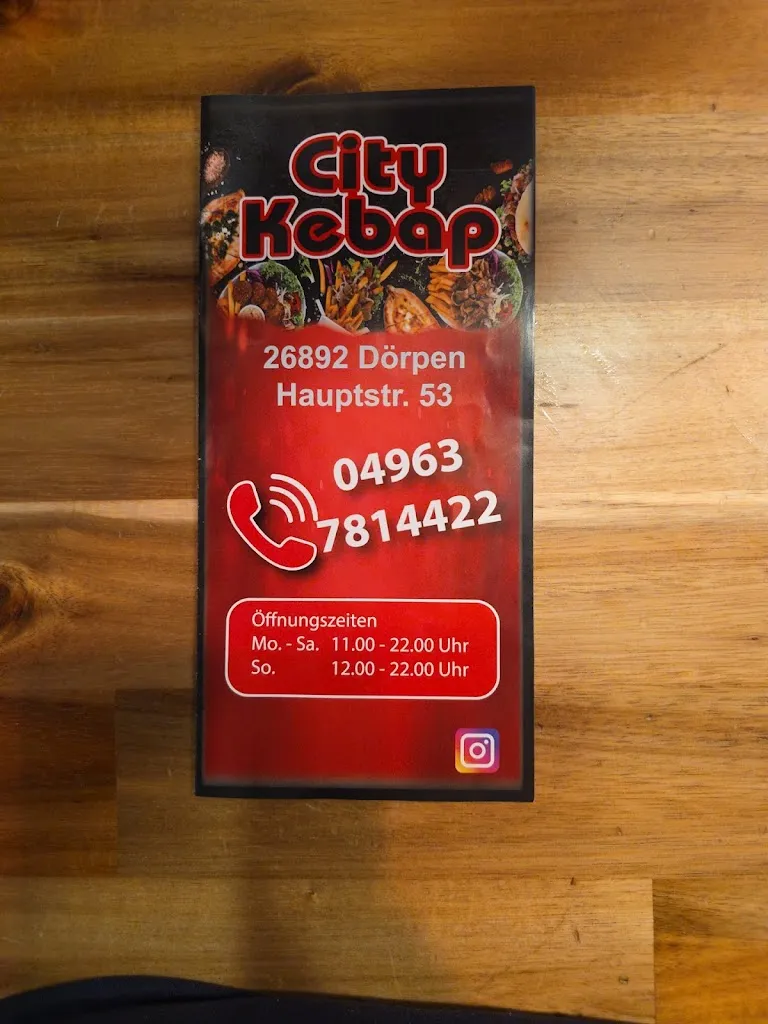 City
Kebap
26892 Dörpen
Hauptstr. 53
04963
7814422
Öffnungszeiten
Mo. - Sa. 11.00 - 22.00 Uhr
So. 12.00 - 22.00 Uhr